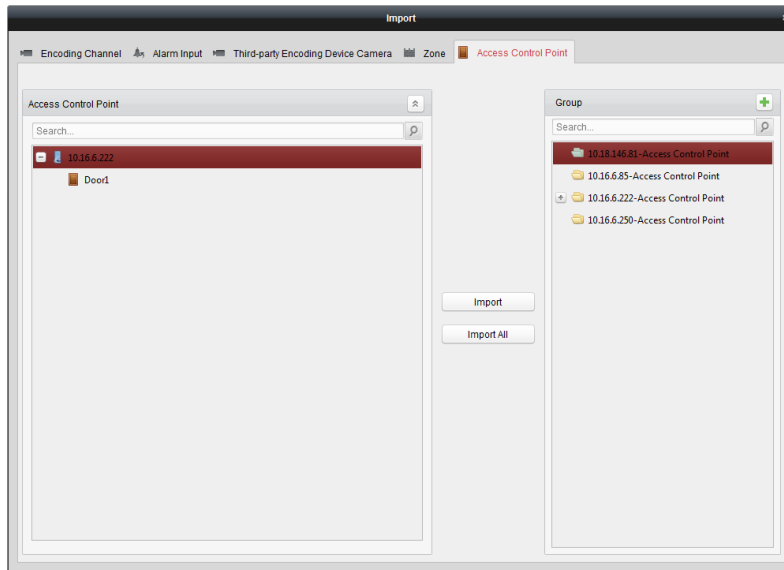 Import
Encoding Channel Alarm Input Third-party Encoding Device Camera Zone Access Control Point
Access Control Point
Search...
10.16.6.222
Door1
Import
Import All
Group
Search...
10.18.146.81-Access Control Point
10.16.6.85-Access Control Point
10.16.6.222-Access Control Point
10.16.6.250-Access Control Point